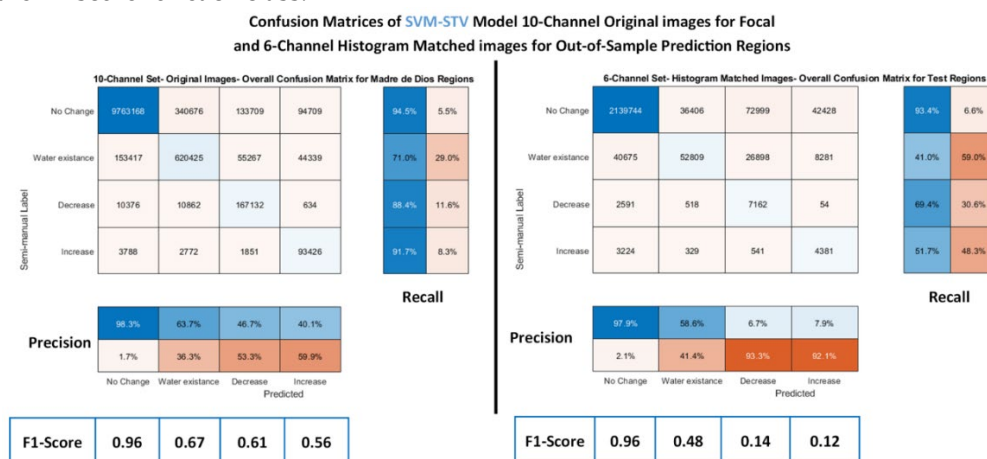 Confusion Matrices of SVM-STV Model 10-Channel Original images for Focal
and 6-Channel Histogram Matched images for Out-of-Sample Prediction Regions
10-Channel Set- Original Images- Overall Confusion Matrix for Madre de Dios Regions
No Change 9763168 340676 133709 94709 94.5% 5.5%
Water existance 153417 620425 55267 44339 71.0% 29.0%
Decrease 10376 10862 167132 634 88.4% 11.6%
Increase 3788 2772 1851 93426 91.7% 8.3%
Semi-manual Label
Recall
Precision
98.3% 63.7% 46.7% 40.1%
1.7% 36.3% 53.3% 59.9%
No Change Water existance Decrease Increase
Predicted
F1-Score 0.96 0.67 0.61 0.56
6-Channel Set- Histogram Matched Images- Overall Confusion Matrix for Test Regions
No Change 2139744 36406 72999 42428 93.4% 6.6%
Water existance 40675 52809 26898 8281 41.0% 59.0%
Decrease 2591 518 7162 54 69.4% 30.6%
Increase 3224 329 541 4381 51.7% 48.3%
Semi-manual Label
Recall
Precision
97.9% 58.6% 6.7% 7.9%
2.1% 41.4% 93.3% 92.1%
No Change Water existance Decrease Increase
Predicted
F1-Score 0.96 0.48 0.14 0.12